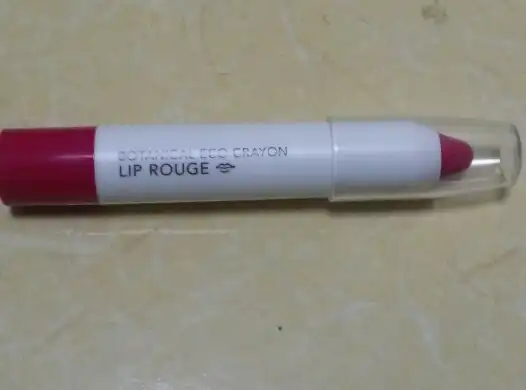 BOTANICAL ECO CRAYON
LIP ROUGE